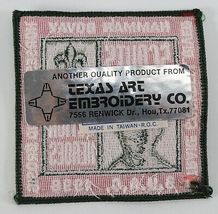 ANOTHER QUALITY PRODUCT FROM
TEXAS ART
EMBROIDERY CO.
7556 RENWICK Dr., Hou, Tx. 77081
MADE IN TAIWAN-R.O.C.